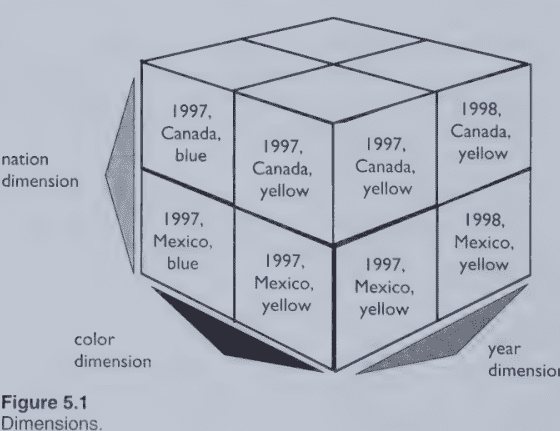 nation
dimension
1997,
Canada,
blue
1997,
Canada,
yellow
1997,
Canada,
yellow
1998,
Canada,
yellow
1997,
Mexico,
blue
1997,
Mexico,
yellow
1997,
Mexico,
yellow
1998,
Mexico,
yellow
color
dimension
year
dimension
Figure 5.1
Dimensions.